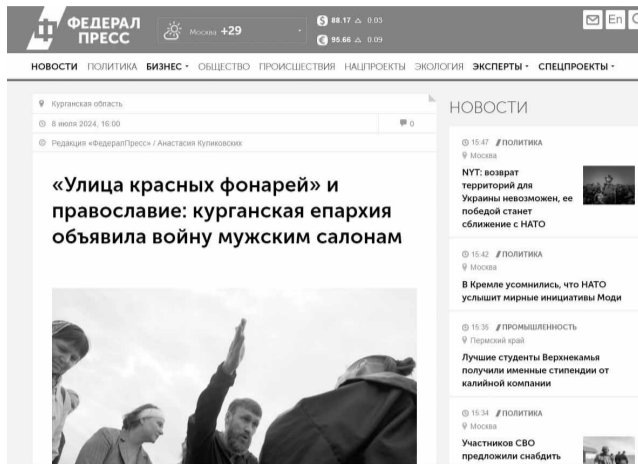 ФЕДЕРАЛ
ПРЕСС
Москва +29
$ 88.17 0.03
€ 95.66 0.09
En
НОВОСТИ ПОЛИТИКА БИЗНЕС ОБЩЕСТВО ПРОИСШЕСТВИЯ НАЦПРОЕКТЫ ЭКОЛОГИЯ ЭКСПЕРТЫ СПЕЦПРОЕКТЫ
Курганская область
8 июля 2024, 16:00
0
Редакция «ФедералПресс» / Анастасия Куликовских
«Улица красных фонарей» и
православие: курганская епархия
объявила войну мужским салонам
НОВОСТИ
15:47 // ПОЛИТИКА
Москва
NYT: возврат
территорий для
Украины невозможен, ее
победой станет
сближение с НАТО
15:42 // ПОЛИТИКА
Москва
В Кремле усомнились, что НАТО
услышит мирные инициативы Моди
15:35 // ПРОМЫШЛЕННОСТЬ
Пермский край
Лучшие студенты Верхнекамья
получили именные стипендии от
калийной компании
15:34 // ПОЛИТИКА
Москва
Участников СВО
предложили снабдить